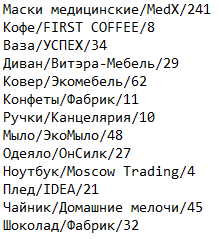 Маски медицинские/MedX/241
Кофе/FIRST COFFEE/8
Ваза/УСПЕХ/34
Диван/Витэра-Мебель/29
Ковер/Экомебель/62
Конфеты/Фабрик/11
Ручки/Канцелярия/10
Мыло/ЭкоМыло/48
Одеяло/ОнСилк/27
Ноутбук/Moscow Trading/4
Плед/IDEA/21
Чайник/Домашние мелочи/45
Шоколад/Фабрик/32